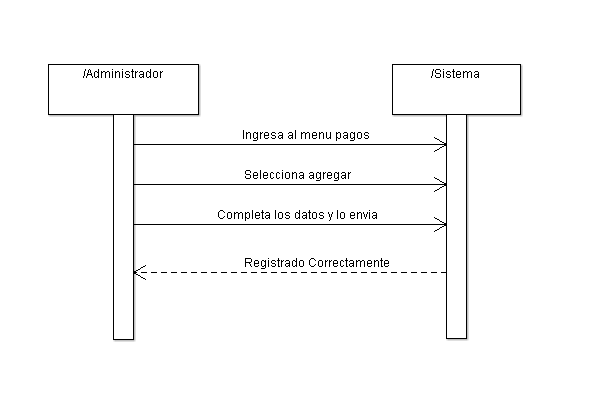 /Administrador
/Sistema
Ingresa al menu pagos
Selecciona agregar
Completa los datos y lo envia
Registrado Correctamente